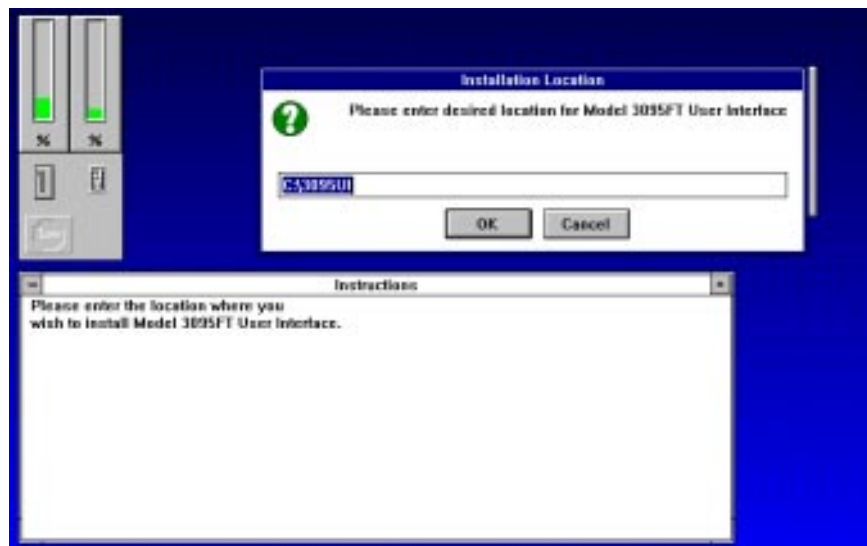 Installation Location
Please enter desired location for Model 3095FT User Interface
% %
1
C:\3095UI
OK Cancel
Instructions
Please enter the location where you
wish to install Model 3095FT User Interface.